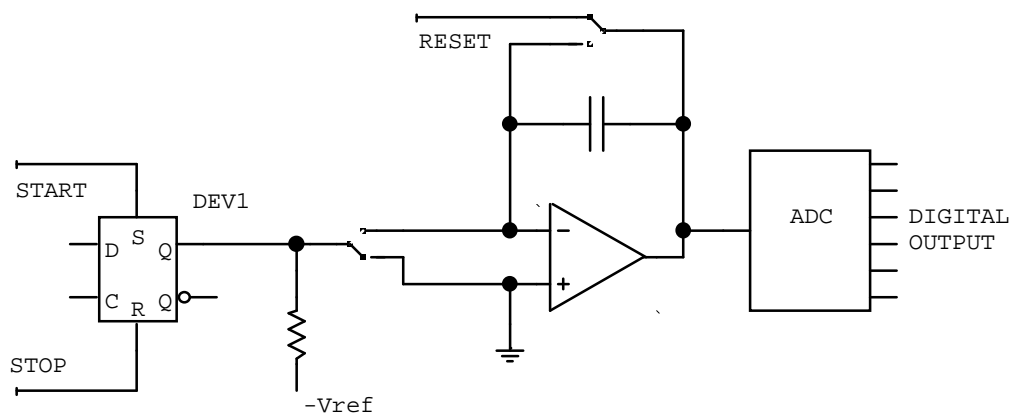 RESET
START
DEV1
D S Q
C R Q
STOP
-Vref
−
+
ADC
DIGITAL
OUTPUT